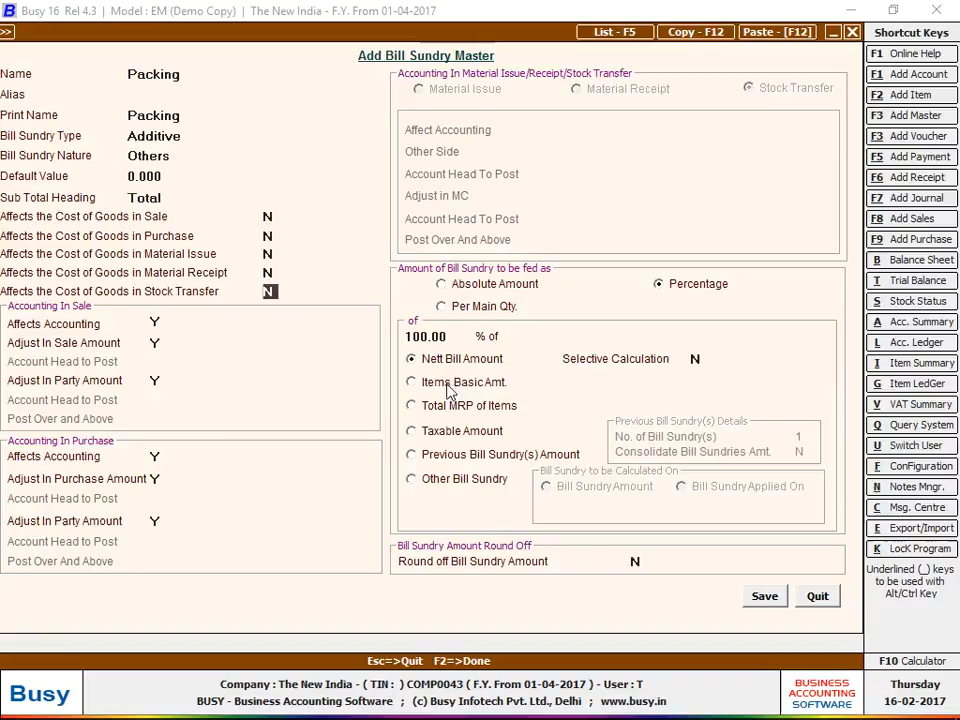 Busy 16 Rel 4.3 | Model : EM (Demo Copy) | The New India - F.Y. From 01-04-2017
>>
List - F5
Copy - F12
Paste - [F12]
Shortcut Keys
Add Bill Sundry Master
Name Packing
Alias
Print Name Packing
Bill Sundry Type Additive
Bill Sundry Nature Others
Default Value 0.000
Sub Total Heading Total
Affects the Cost of Goods in Sale N
Affects the Cost of Goods in Purchase N
Affects the Cost of Goods in Material Issue N
Affects the Cost of Goods in Material Receipt N
Affects the Cost of Goods in Stock Transfer N
Accounting In Sale
Affects Accounting Y
Adjust In Sale Amount Y
Account Head to Post
Adjust In Party Amount Y
Account Head to Post
Post Over and Above
Accounting In Purchase
Affects Accounting Y
Adjust In Purchase Amount Y
Account Head to Post
Adjust In Party Amount Y
Account Head to Post
Post Over And Above
Accounting In Material Issue/Receipt/Stock Transfer
Material Issue Material Receipt Stock Transfer
Affect Accounting
Other Side
Account Head To Post
Adjust in MC
Account Head To Post
Post Over And Above
Amount of Bill Sundry to be fed as
Absolute Amount Percentage
Per Main Qty.
of
100.00 % of
Nett Bill Amount Selective Calculation N
Items Basic Amt.
Total MRP of Items
Taxable Amount
Previous Bill Sundry(s) Amount
Other Bill Sundry
Previous Bill Sundry(s) Details
No. of Bill Sundry(s) 1
Consolidate Bill Sundries Amt. N
Bill Sundry to be Calculated On
Bill Sundry Amount Bill Sundry Applied On
Bill Sundry Amount Round Off
Round off Bill Sundry Amount N
Save Quit
F1 Online Help
F1 Add Account
F2 Add Item
F3 Add Master
F3 Add Voucher
F5 Add Payment
F6 Add Receipt
F7 Add Journal
F8 Add Sales
F9 Add Purchase
B Balance Sheet
T Trial Balance
S Stock Status
A Acc. Summary
L Acc. Ledger
I Item Summary
G Item LedGer
V VAT Summary
Q Query System
U Switch User
F ConFiguration
N Notes Mngr.
C Msg. Centre
E Export/Import
K LocK Program
Underlined (_) keys
to be used with
Alt/Ctrl Key
Esc=>Quit F2=>Done
F10 Calculator
Busy
Company : The New India - ( TIN : ) COMP0043 ( F.Y. From 01-04-2017 ) - User : T
BUSY - Business Accounting Software ; (c) Busy Infotech Pvt. Ltd., Delhi ; www.busy.in
BUSINESS
ACCOUNTING
SOFTWARE
Thursday
16-02-2017